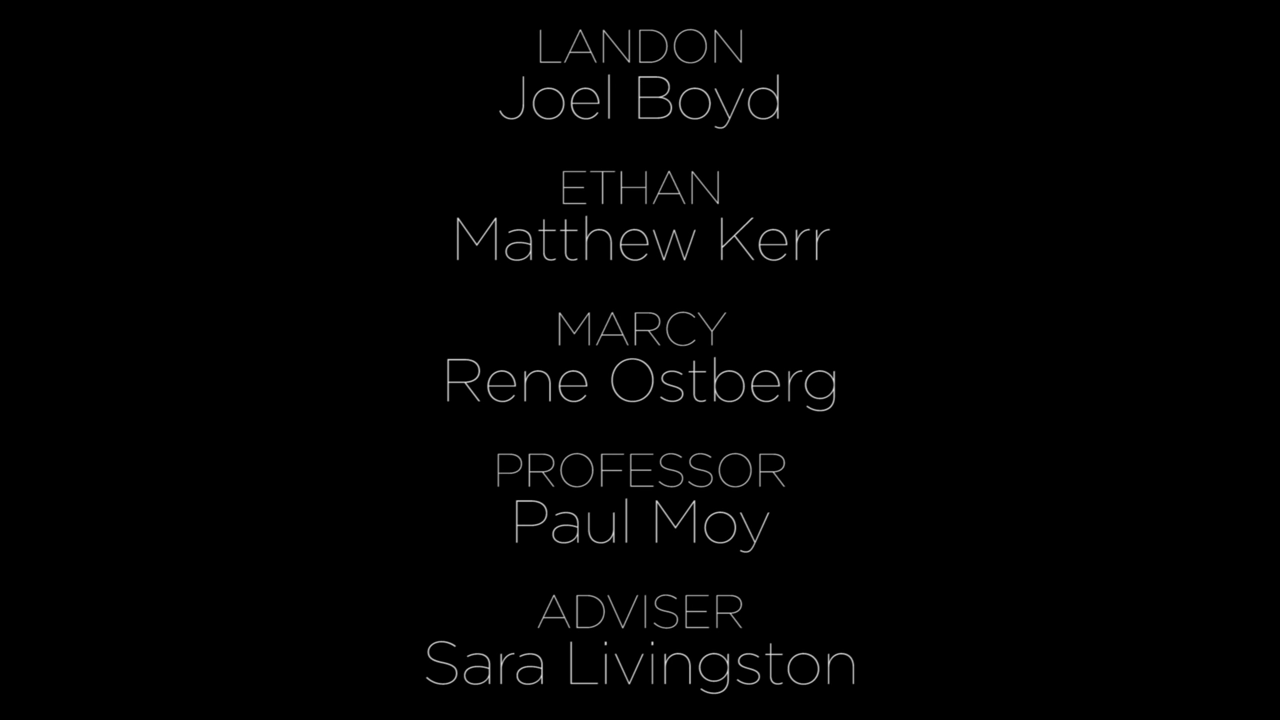 LANDON
Joel Boyd
ETHAN
Matthew Kerr
MARCY
Rene Ostberg
PROFESSOR
Paul Moy
ADVISER
Sara Livingston